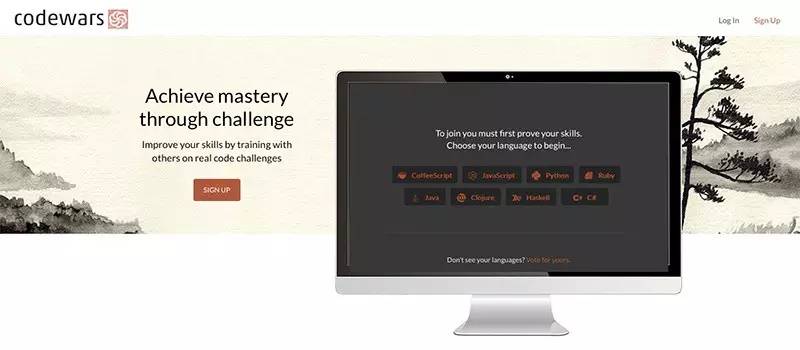 codewars
Log In
Sign Up
Achieve mastery
through challenge
Improve your skills by training with
others on real code challenges
SIGN UP
To join you must first prove your skills.
Choose your language to begin...
CoffeeScript
JavaScript
Python
Ruby
Java
Clojure
Haskell
C# C#
Don't see your languages? Vote for yours.